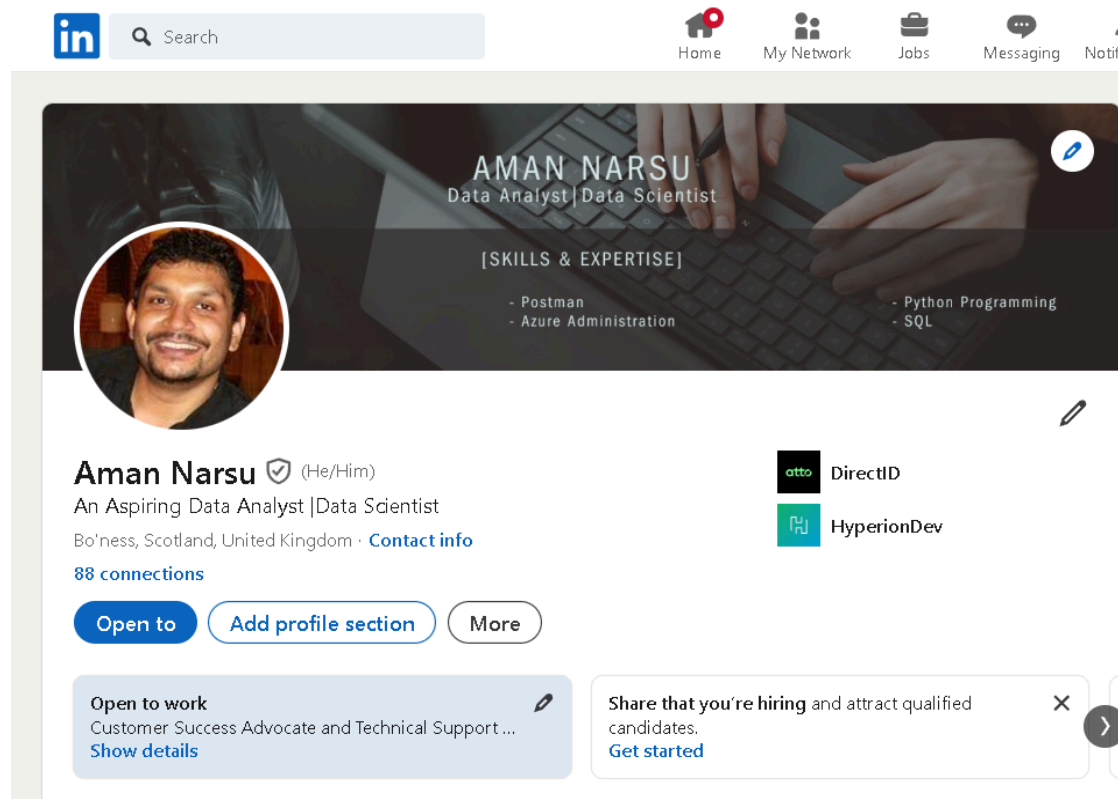 in
Search
Home
My Network
Jobs
Messaging
AMAN NARSU
Data Analyst|Data Scientist
[SKILLS & EXPERTISE]
- Postman
- Azure Administration
- Python Programming
- SQL
Aman Narsu (He/Him)
An Aspiring Data Analyst |Data Scientist
Bo'ness, Scotland, United Kingdom · Contact info
88 connections
atto DirectID
HyperionDev
Open to
Add profile section
More
Open to work
Customer Success Advocate and Technical Support ...
Show details
Share that you're hiring and attract qualified
candidates.
Get started